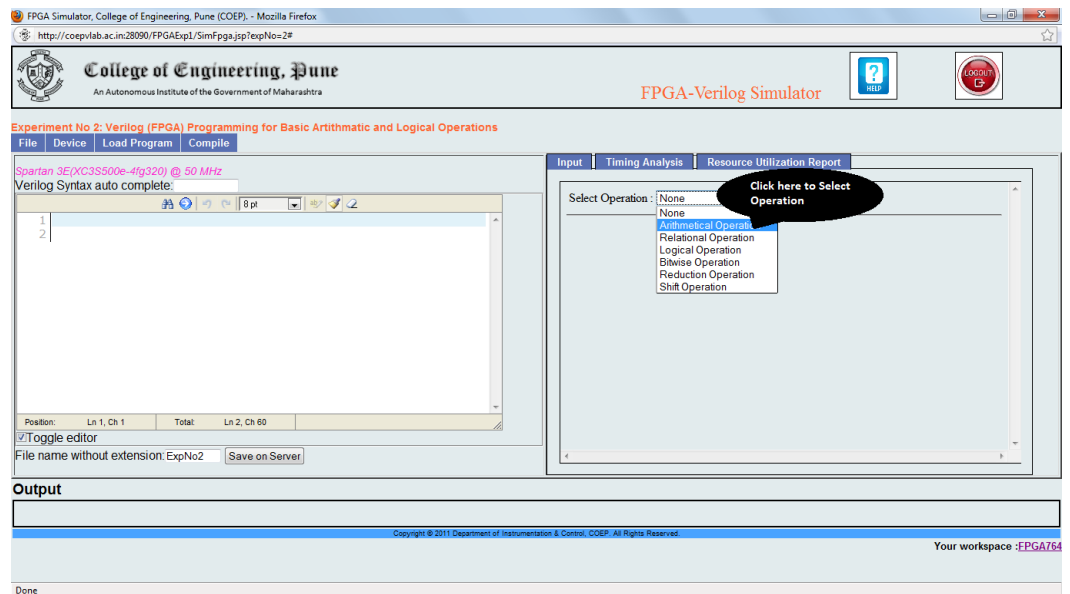 FPGA Simulator, College of Engineering, Pune (COEP). - Mozilla Firefox
http://coepvlab.ac.in:28090/FPGAExp1/SimFpga.jsp?expNo=2#
College of Engineering, Pune
An Autonomous Institute of the Government of Maharashtra
FPGA-Verilog Simulator
?
HELP
LOGOUT
Experiment No 2: Verilog (FPGA) Programming for Basic Artithmatic and Logical Operations
File Device Load Program Compile
Input Timing Analysis Resource Utilization Report
Spartan 3E(XC3S500e-4fg320) @ 50 MHz
Verilog Syntax auto complete:
8 pt
1
2
Position: Ln 1, Ch 1 Total: Ln 2, Ch 60
Toggle editor
File name without extension: ExpNo2 Save on Server
Select Operation : None
Click here to Select
Operation
None
Arithmetical Operati
Relational Operation
Logical Operation
Bitwise Operation
Reduction Operation
Shift Operation
Output
Copyright © 2011 Department of Instrumentation & Control, COEP. All Rights Reserved.
Your workspace :FPGA764
Done